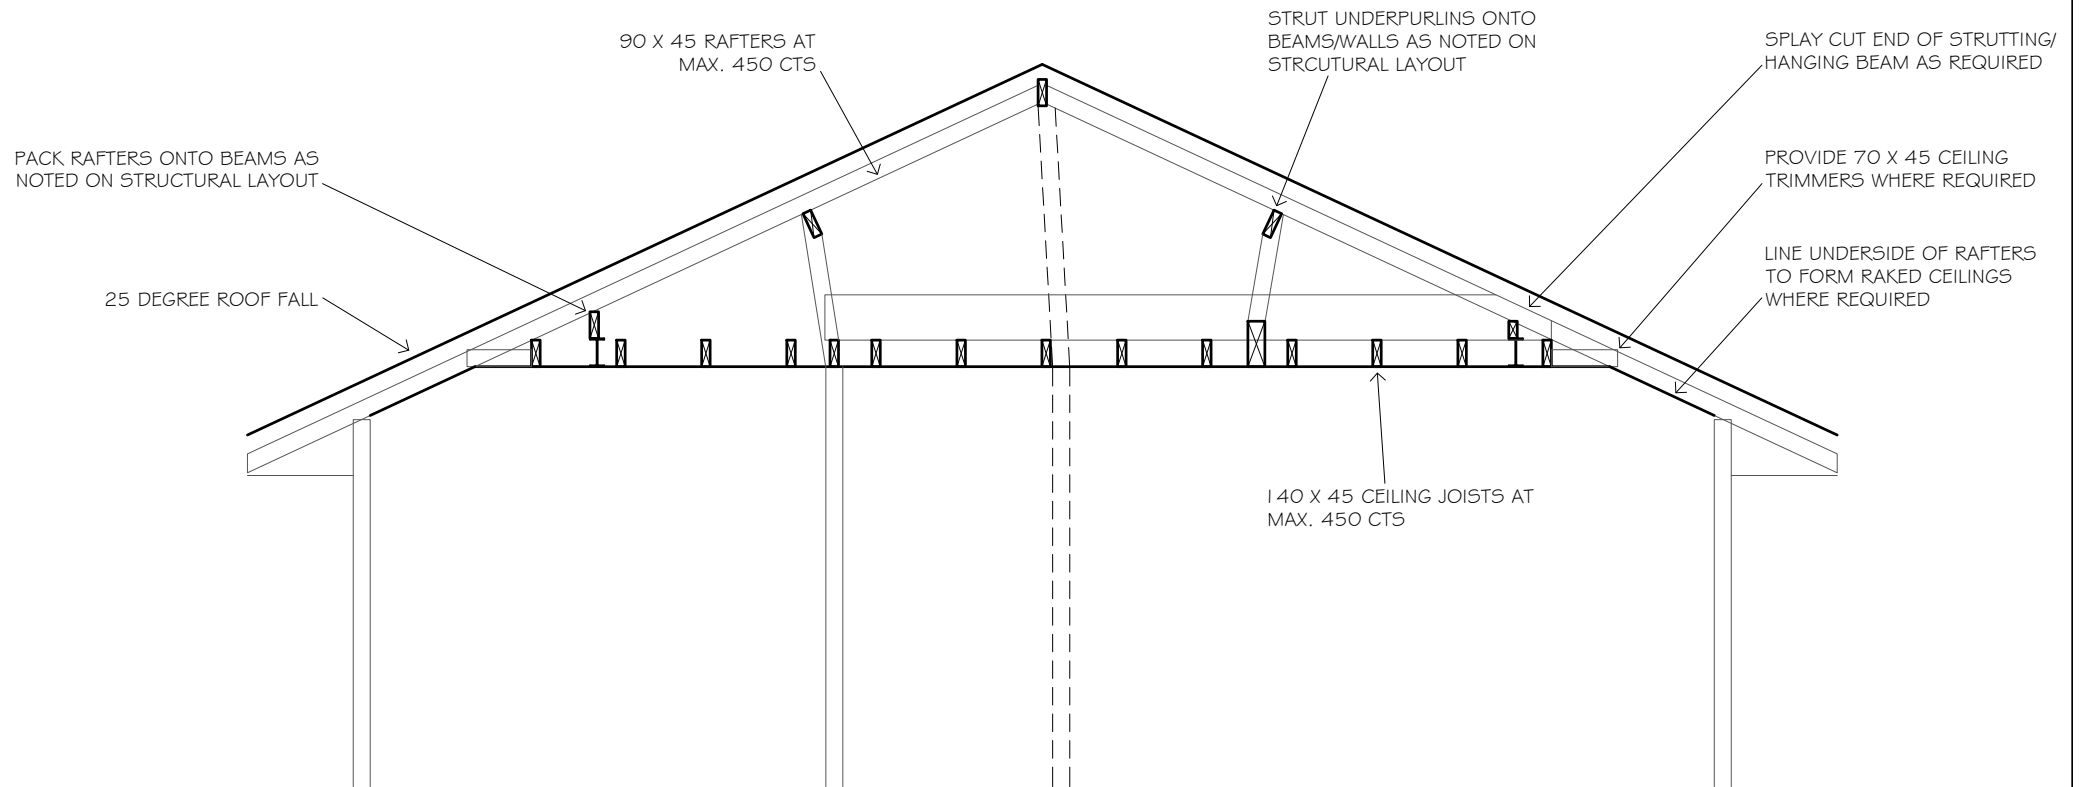 STRUT UNDERPURLINS ONTO
BEAMS/WALLS AS NOTED ON
STRCUTURAL LAYOUT
90 X 45 RAFTERS AT
MAX. 450 CTS
SPLAY CUT END OF STRUTTING/
HANGING BEAM AS REQUIRED
PACK RAFTERS ONTO BEAMS AS
NOTED ON STRUCTURAL LAYOUT
PROVIDE 70 X 45 CEILING
TRIMMERS WHERE REQUIRED
LINE UNDERSIDE OF RAFTERS
TO FORM RAKED CEILINGS
WHERE REQUIRED
25 DEGREE ROOF FALL
140 X 45 CEILING JOISTS AT
MAX. 450 CTS